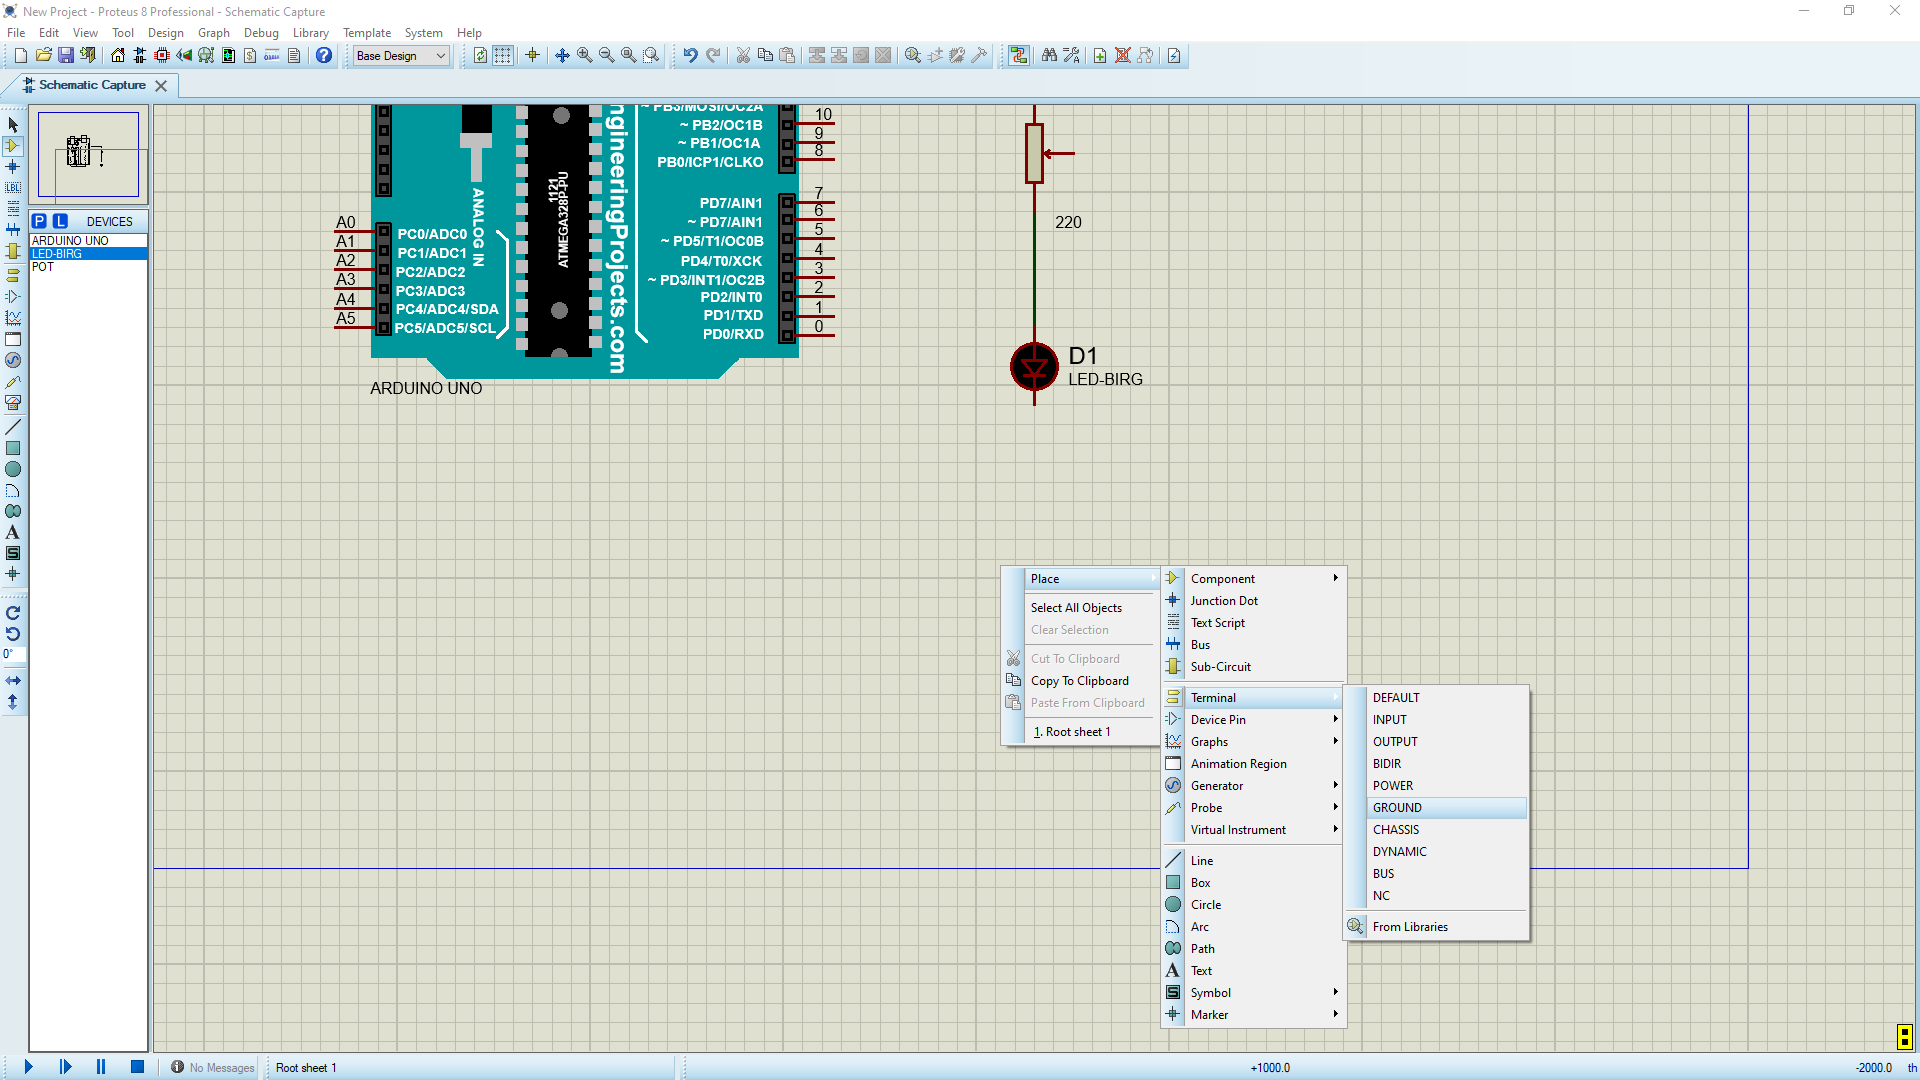 New Project - Proteus 8 Professional - Schematic Capture
File Edit View Tool Design Graph Debug Library Template System Help
Base Design
Schematic Capture
P L DEVICES
ARDUINO UNO
LED-BIRG
POT
LBL
0°
~ PB3/MOSI/OC2A
~ PB2/OC1B 10
~ PB1/OC1A 9
PB0/ICP1/CLKO 8
PD7/AIN1 7
~ PD7/AIN1 6
~ PD5/T1/OC0B 5
PD4/T0/XCK 4
~ PD3/INT1/OC2B 3
PD2/INT0 2
PD1/TXD 1
PD0/RXD 0
A0 PC0/ADC0
A1 PC1/ADC1
A2 PC2/ADC2
A3 PC3/ADC3
A4 PC4/ADC4/SDA
A5 PC5/ADC5/SCL
ANALOG IN
1121
ATMEGA328P-PU
ngineeringProjects.com
ARDUINO UNO
220
D1
LED-BIRG
Place
Select All Objects
Clear Selection
Cut To Clipboard
Copy To Clipboard
Paste From Clipboard
1. Root sheet 1
Component
Junction Dot
Text Script
Bus
Sub-Circuit
Terminal
Device Pin
Graphs
Animation Region
Generator
Probe
Virtual Instrument
Line
Box
Circle
Arc
Path
Text
Symbol
Marker
DEFAULT
INPUT
OUTPUT
BIDIR
POWER
GROUND
CHASSIS
DYNAMIC
BUS
NC
From Libraries
No Messages
Root sheet 1
+1000.0
-2000.0 th